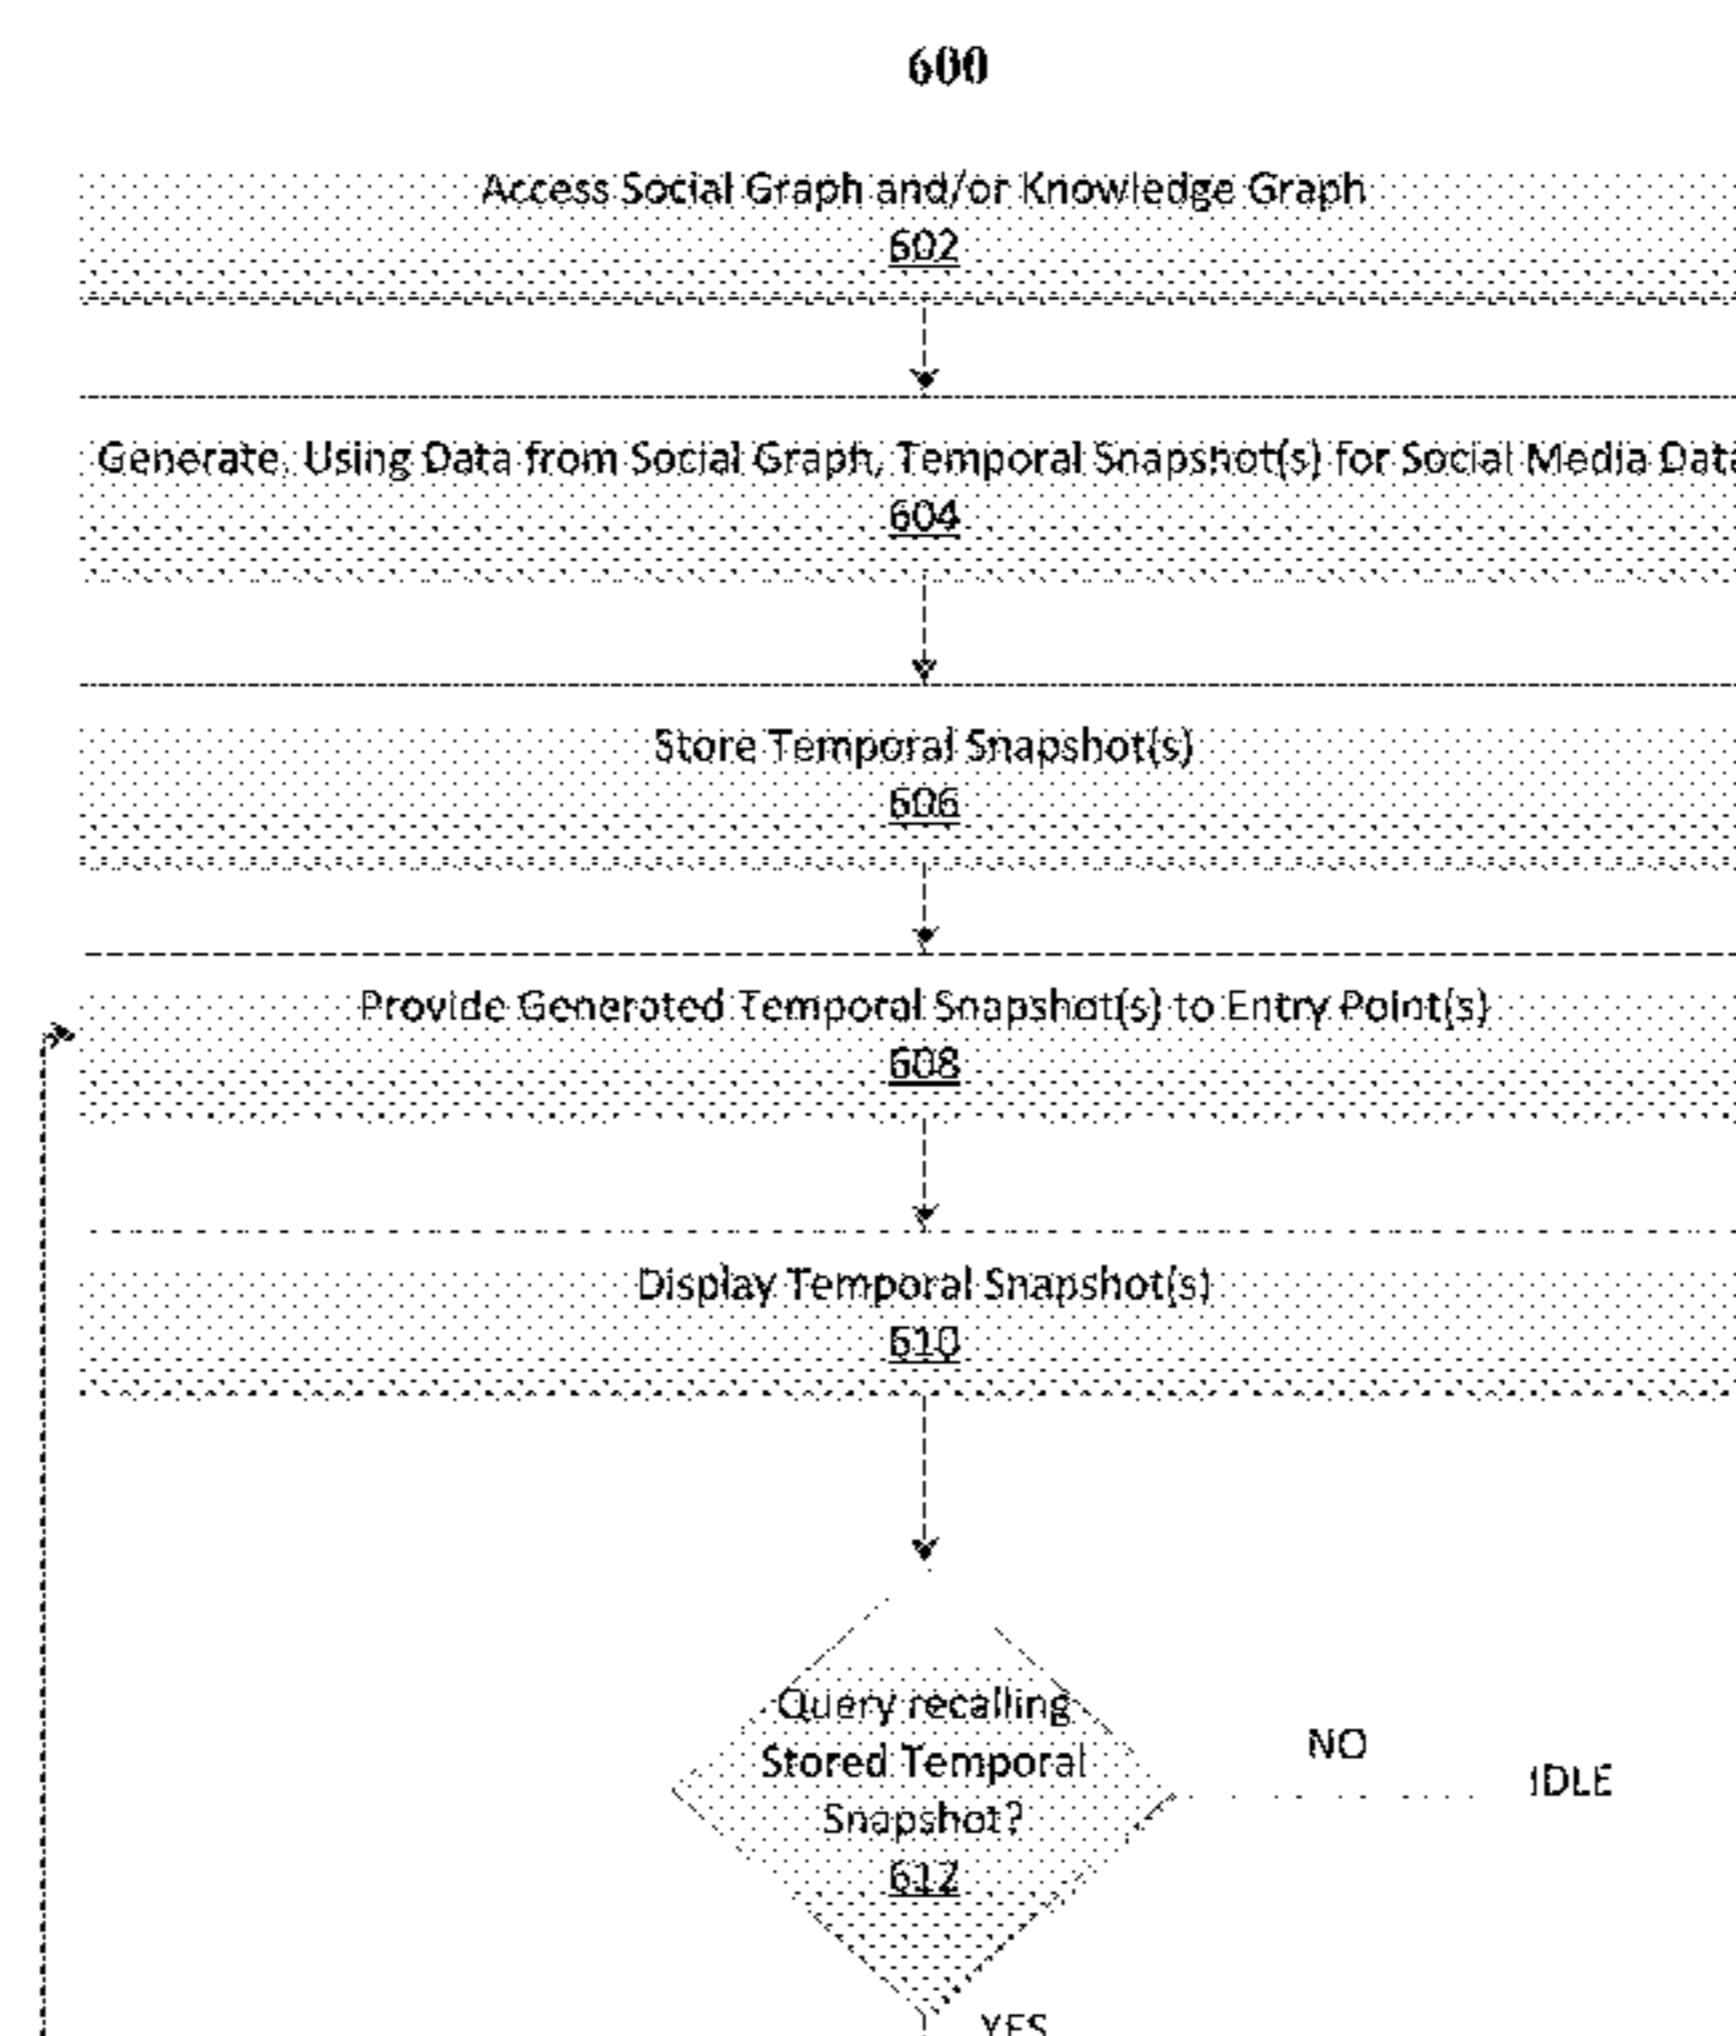 600
Access Social Graph and/or Knowledge Graph
602
Generate, Using Data from Social Graph, Temporal Snapshot(s) for Social Media Data
604
Store Temporal Snapshot(s)
606
Provide Generated Temporal Snapshot(s) to Entry Point(s)
608
Display Temporal Snapshot(s)
610
Query recalling
Stored Temporal
Snapshot?
612
NO
IDLE
YES